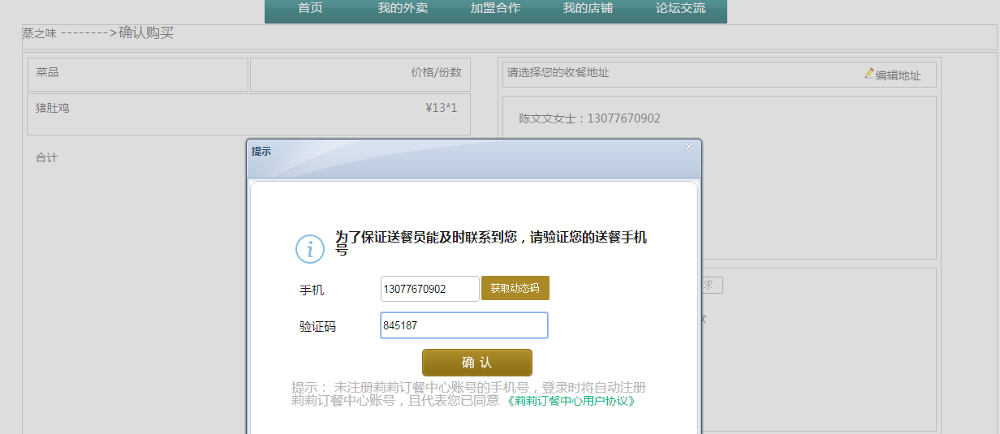 首页 我的外卖 加盟合作 我的店铺 论坛交流
蒸之味 -------->确认购买
菜品 价格/份数
请选择您的收餐地址 编辑地址
猪肚鸡 ¥13*1
陈文文女士：13077670902
合计
提示
为了保证送餐员能及时联系到您，请验证您的送餐手机
号
手机 13077670902 获取动态码
求
验证码 845187
确 认
提示： 未注册莉莉订餐中心账号的手机号，登录时将自动注册
莉莉订餐中心账号，且代表您已同意 《莉莉订餐中心用户协议》